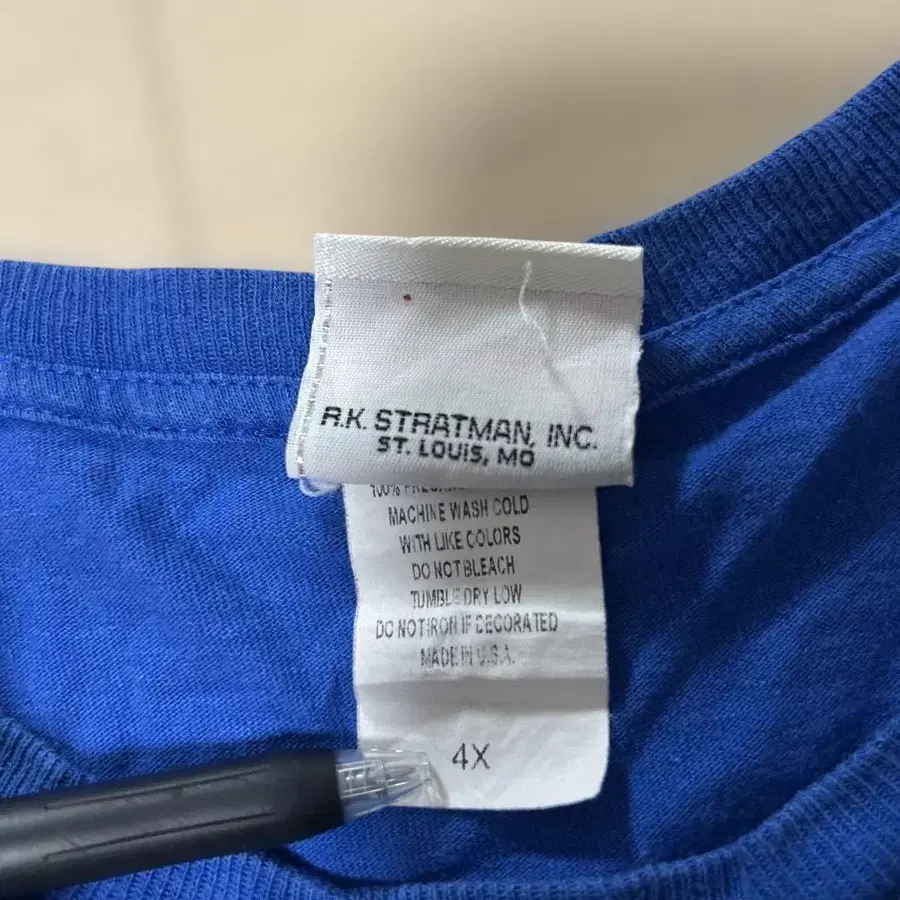 R.K. STRATMAN, INC.
ST. LOUIS, MO
100%
MACHINE WASH COLD
WITH LIKE COLORS
DO NOT BLEACH
TUMBLE DRY LOW
DO NOT IRON IF DECORATED
MADE IN U.S.A.
4X